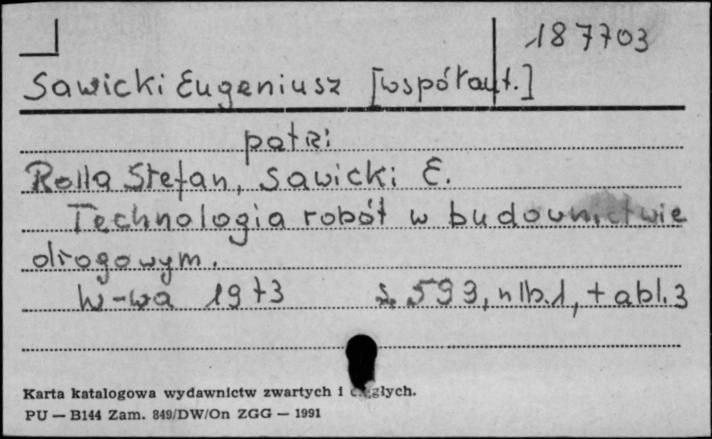 187703
Sawicki Eugeniusz [współaut.]
patrz:
Rolla Stefan, Sawicki E.
Technologia robót w budownictwie
drogowym.
W-wa 1973 s. 599, nlb. 1, tabl. 3
Karta katalogowa wydawnictw zwartych i ciągłych.
PU — B144 Zam. 849/DW/On ZGG — 1991